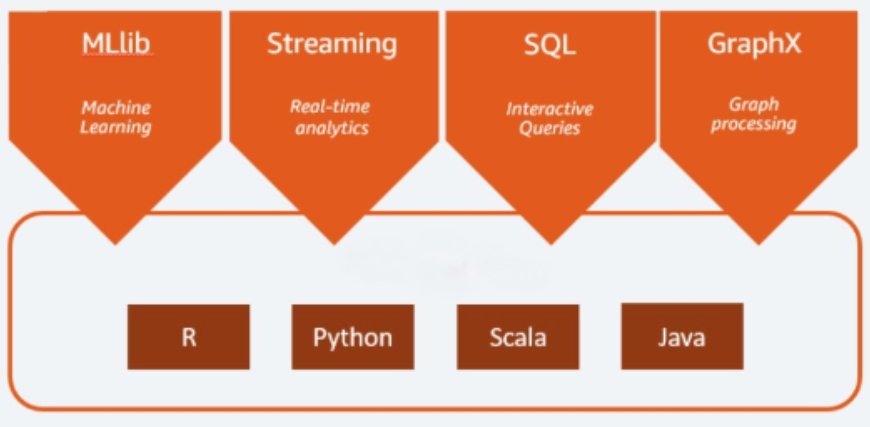 MLlib
Machine
Learning
Streaming
Real-time
analytics
SQL
Interactive
Queries
GraphX
Graph
processing
R
Python
Scala
Java